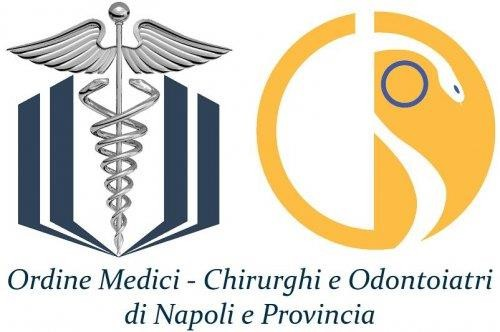 Ordine Medici - Chirurghi e Odontoiatri
di Napoli e Provincia